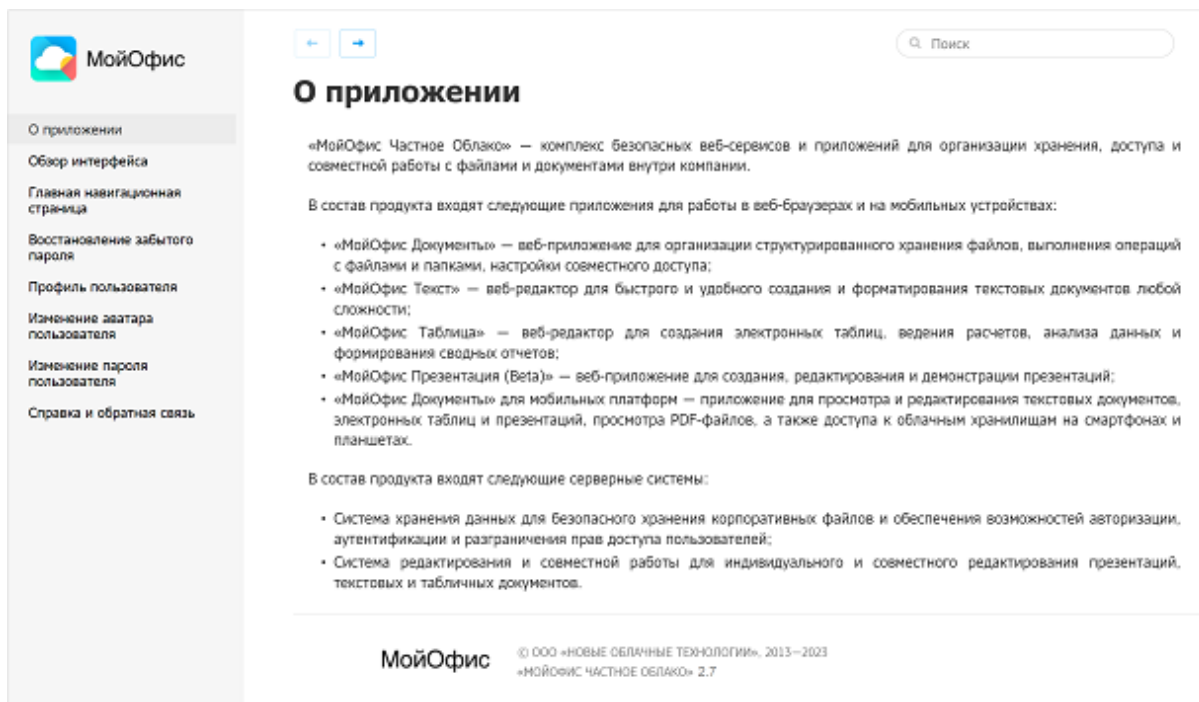 МойОфис
О приложении
Обзор интерфейса
Главная навигационная
страница
Восстановление забытого
пароля
Профиль пользователя
Изменение аватара
пользователя
Изменение пароля
пользователя
Справка и обратная связь
← →
Поиск
О приложении
«МойОфис Частное Облако» — комплекс безопасных веб-сервисов и приложений для организации хранения, доступа и
совместной работы с файлами и документами внутри компании.
В состав продукта входят следующие приложения для работы в веб-браузерах и на мобильных устройствах:
• «МойОфис Документы» — веб-приложение для организации структурированного хранения файлов, выполнения операций
с файлами и папками, настройки совместного доступа;
• «МойОфис Текст» — веб-редактор для быстрого и удобного создания и форматирования текстовых документов любой
сложности;
• «МойОфис Таблица» — веб-редактор для создания электронных таблиц, ведения расчетов, анализа данных и
формирования сводных отчетов;
• «МойОфис Презентация (Beta)» — веб-приложение для создания, редактирования и демонстрации презентаций;
• «МойОфис Документы» для мобильных платформ — приложение для просмотра и редактирования текстовых документов,
электронных таблиц и презентаций, просмотра PDF-файлов, а также доступа к облачным хранилищам на смартфонах и
планшетах.
В состав продукта входят следующие серверные системы:
• Система хранения данных для безопасного хранения корпоративных файлов и обеспечения возможностей авторизации,
аутентификации и разграничения прав доступа пользователей;
• Система редактирования и совместной работы для индивидуального и совместного редактирования презентаций,
текстовых и табличных документов.
МойОфис
© ООО «НОВЫЕ ОБЛАЧНЫЕ ТЕХНОЛОГИИ», 2013—2023
«МОЙОФИС ЧАСТНОЕ ОБЛАКО» 2.7